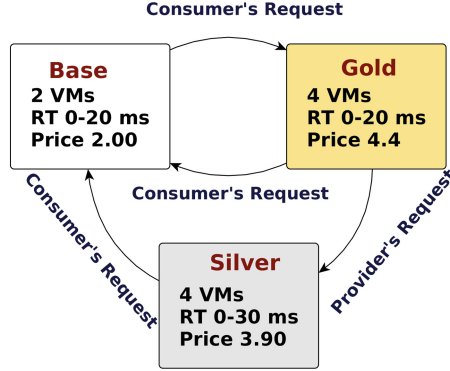 Consumer's Request
Base
2 VMs
RT 0-20 ms
Price 2.00
Gold
4 VMs
RT 0-20 ms
Price 4.4
Consumer's Request
Consumer's Request
Provider's Request
Silver
4 VMs
RT 0-30 ms
Price 3.90